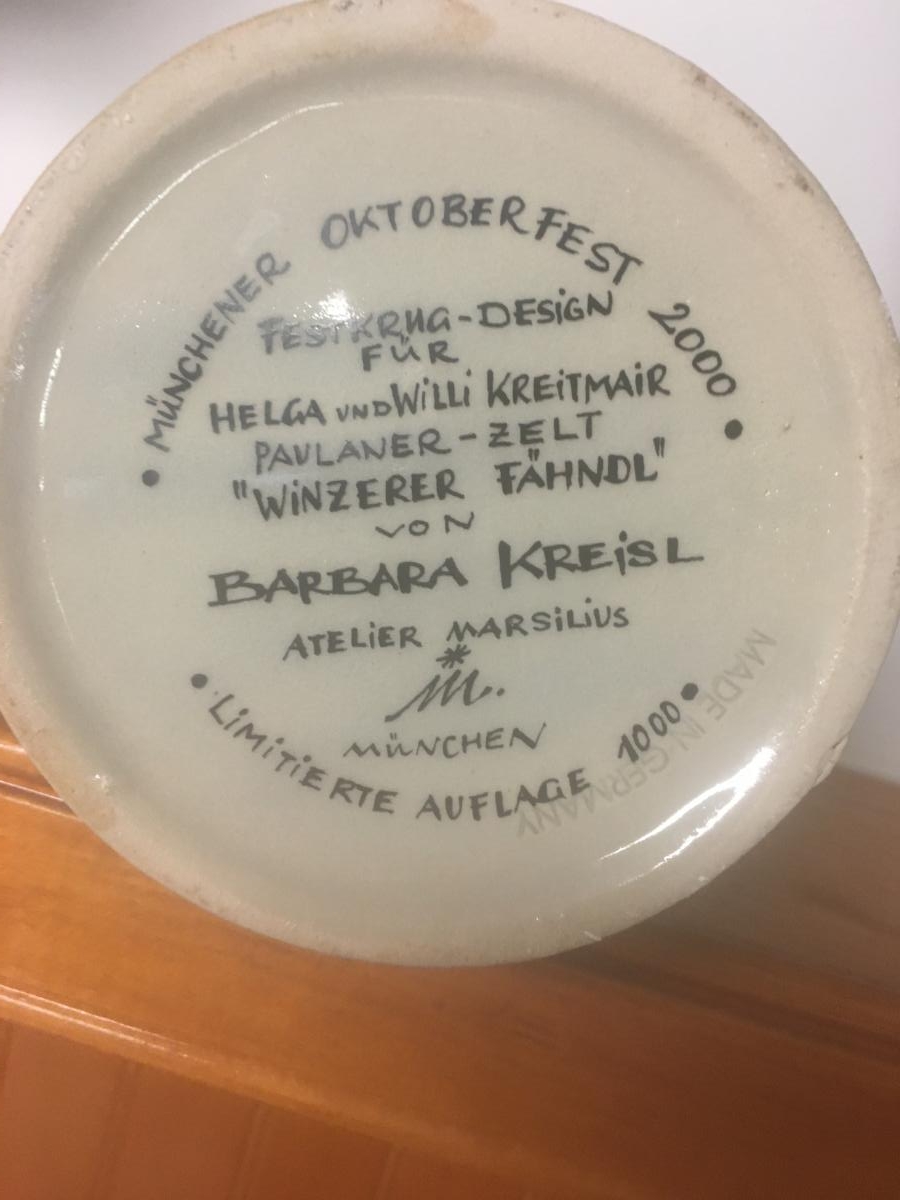 • MÜNCHENER OKTOBERFEST 2000 •
FESTKRUG-DESIGN
FÜR
HELGA UND WILLI KREITMAIR
PAULANER-ZELT
"WINZERER FÄHNDL"
VON
BARBARA KREISL
ATELIER MARSILIUS
M.
MÜNCHEN
• LIMITIERTE AUFLAGE 1000 •
MADE IN GERMANY